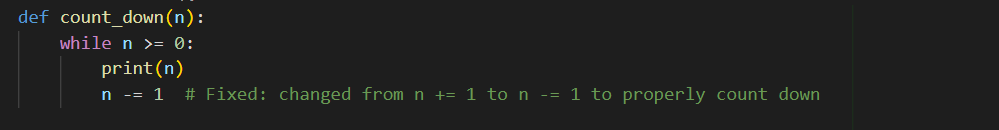 def count_down(n):
    while n >= 0:
        print(n)
        n -= 1  # Fixed: changed from n += 1 to n -= 1 to properly count down